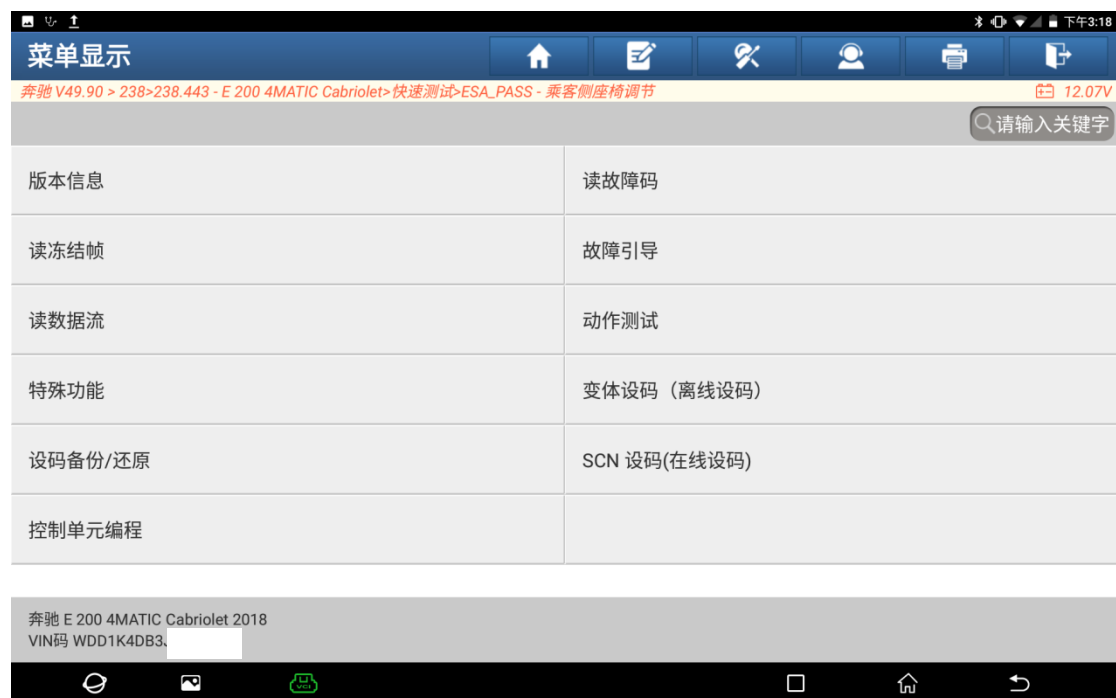 下午3:18
菜单显示
奔驰 V49.90 > 238>238.443 - E 200 4MATIC Cabriolet>快速测试>ESA_PASS - 乘客侧座椅调节 12.07V
请输入关键字
版本信息 读故障码
读冻结帧 故障引导
读数据流 动作测试
特殊功能 变体设码（离线设码）
设码备份/还原 SCN 设码(在线设码)
控制单元编程
奔驰 E 200 4MATIC Cabriolet 2018
VIN码 WDD1K4DB3J
VCI